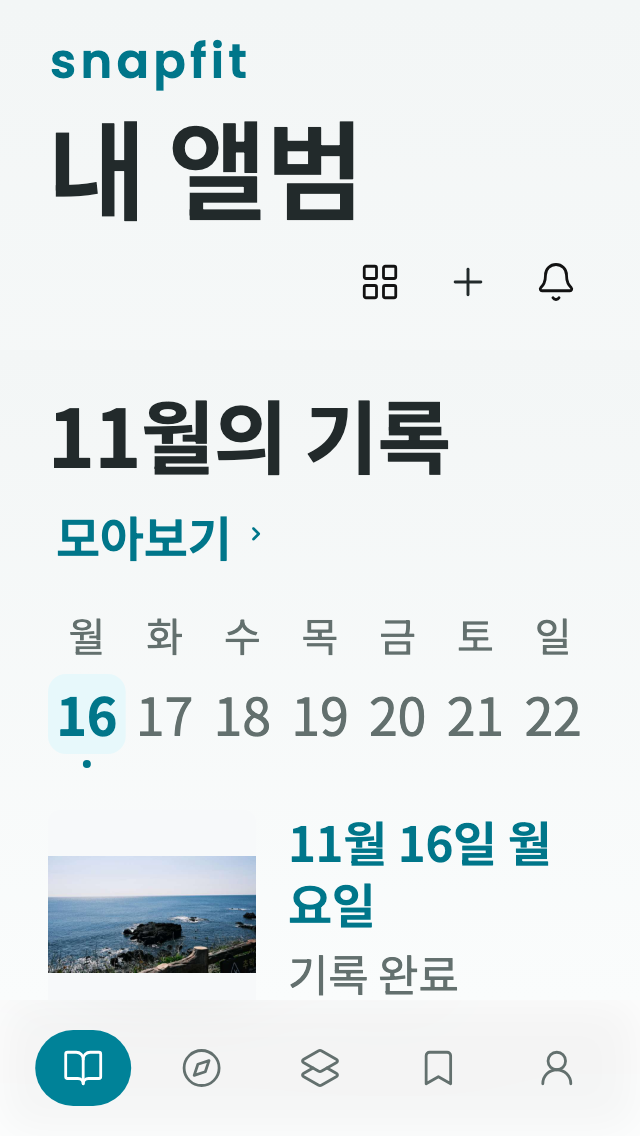 snapfit
내 앨범
11월의 기록
모아보기
월 화 수 목 금 토 일
16 17 18 19 20 21 22
11월 16일 월
요일
기록 완료